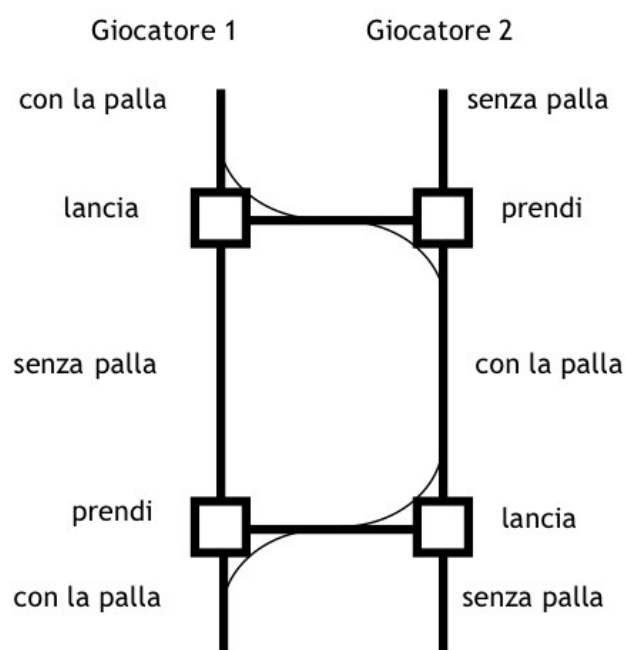 Giocatore 1 Giocatore 2
con la palla senza palla
lancia prendi
senza palla con la palla
prendi lancia
con la palla senza palla